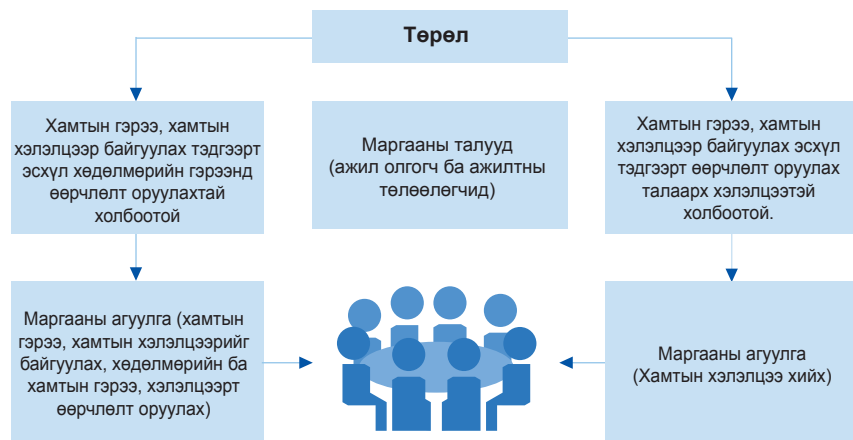 Төрөл
Хамтын гэрээ, хамтын
хэлэлцээр байгуулах тэдгээрт
эсхүл хөдөлмөрийн гэрээнд
өөрчлөлт оруулахтай
холбоотой
Маргааны талууд
(ажил олгогч ба ажилтны
төлөөлөгчид)
Хамтын гэрээ, хамтын
хэлэлцээр байгуулах эсхүл
тэдгээрт өөрчлөлт оруулах
талаарх хэлэлцээтэй
холбоотой.
Маргааны агуулга (хамтын
гэрээ, хамтын хэлэлцээрийг
байгуулах, хөдөлмөрийн ба
хамтын гэрээ, хэлэлцээрт
өөрчлөлт оруулах)
Маргааны агуулга
(Хамтын хэлэлцээ хийх)